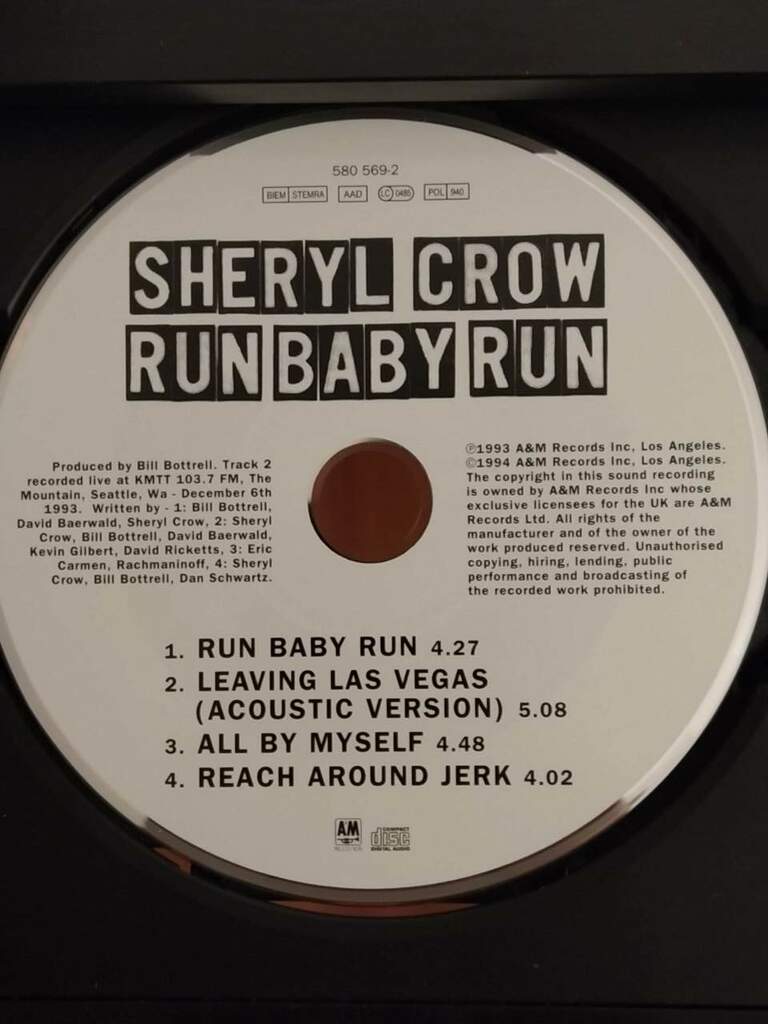 580 569-2
BIEM STEMRA AAD LC 0485 POL 940
SHERYL CROW
RUN BABY RUN
Produced by Bill Bottrell. Track 2
recorded live at KMTT 103.7 FM, The
Mountain, Seattle, Wa - December 6th
1993. Written by - 1: Bill Bottrell,
David Baerwald, Sheryl Crow, 2: Sheryl
Crow, Bill Bottrell, David Baerwald,
Kevin Gilbert, David Ricketts, 3: Eric
Carmen, Rachmaninoff, 4: Sheryl
Crow, Bill Bottrell, Dan Schwartz.
℗1993 A&M Records Inc, Los Angeles.
©1994 A&M Records Inc, Los Angeles.
The copyright in this sound recording
is owned by A&M Records Inc whose
exclusive licensees for the UK are A&M
Records Ltd. All rights of the
manufacturer and of the owner of the
work produced reserved. Unauthorised
copying, hiring, lending, public
performance and broadcasting of
the recorded work prohibited.
1. RUN BABY RUN 4.27
2. LEAVING LAS VEGAS
(ACOUSTIC VERSION) 5.08
3. ALL BY MYSELF 4.48
4. REACH AROUND JERK 4.02
A&M
RECORDS
COMPACT
disc
DIGITAL AUDIO